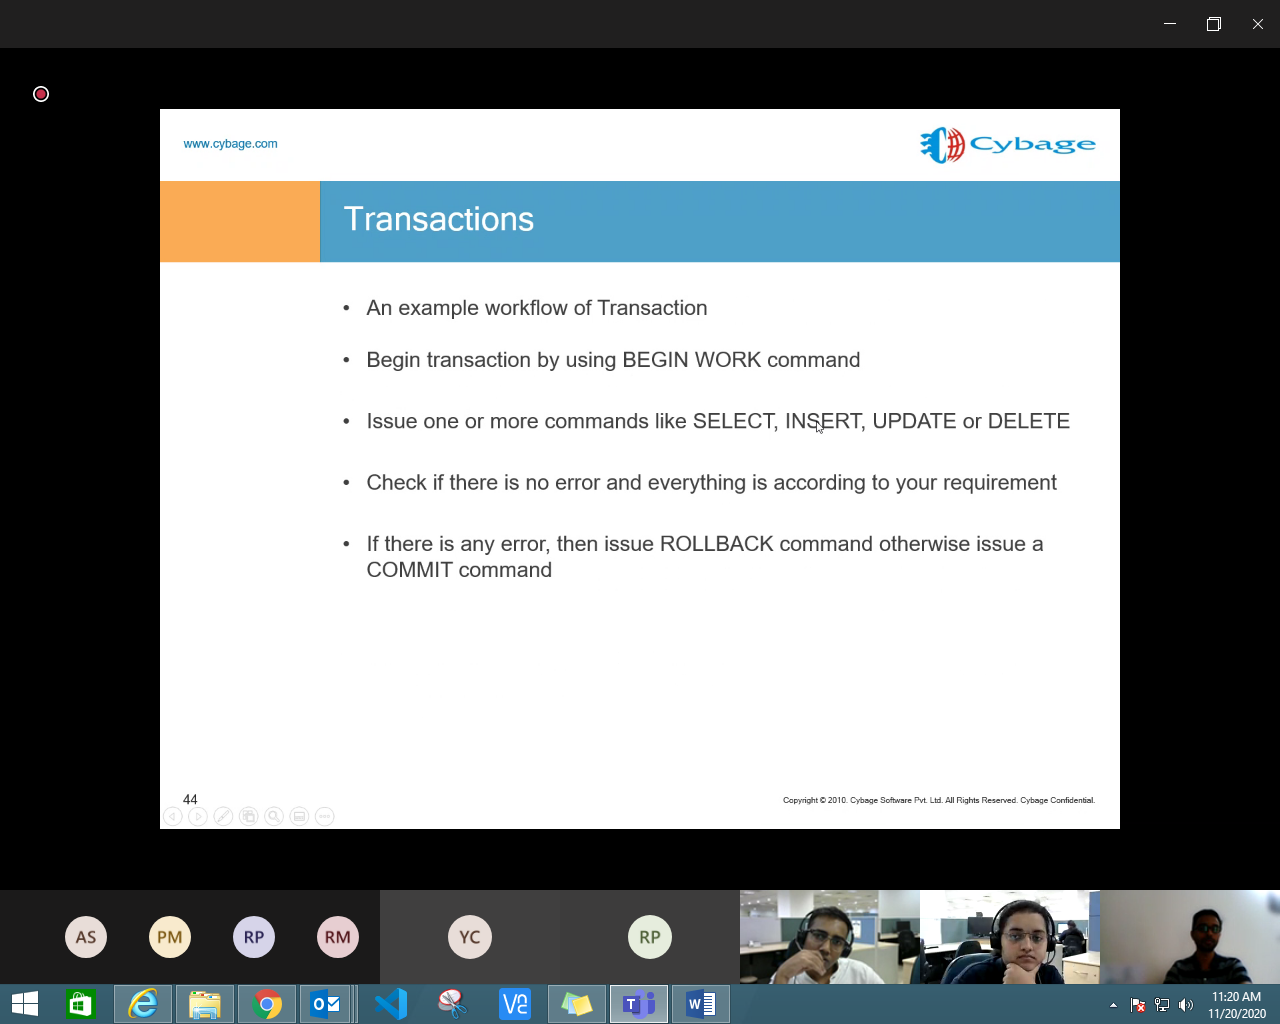 www.cybage.com
Cybage
Transactions
• An example workflow of Transaction
• Begin transaction by using BEGIN WORK command
• Issue one or more commands like SELECT, INSERT, UPDATE or DELETE
• Check if there is no error and everything is according to your requirement
• If there is any error, then issue ROLLBACK command otherwise issue a
COMMIT command
44
Copyright © 2010. Cybage Software Pvt. Ltd. All Rights Reserved. Cybage Confidential.
AS PM RP RM YC RP
11:20 AM
11/20/2020